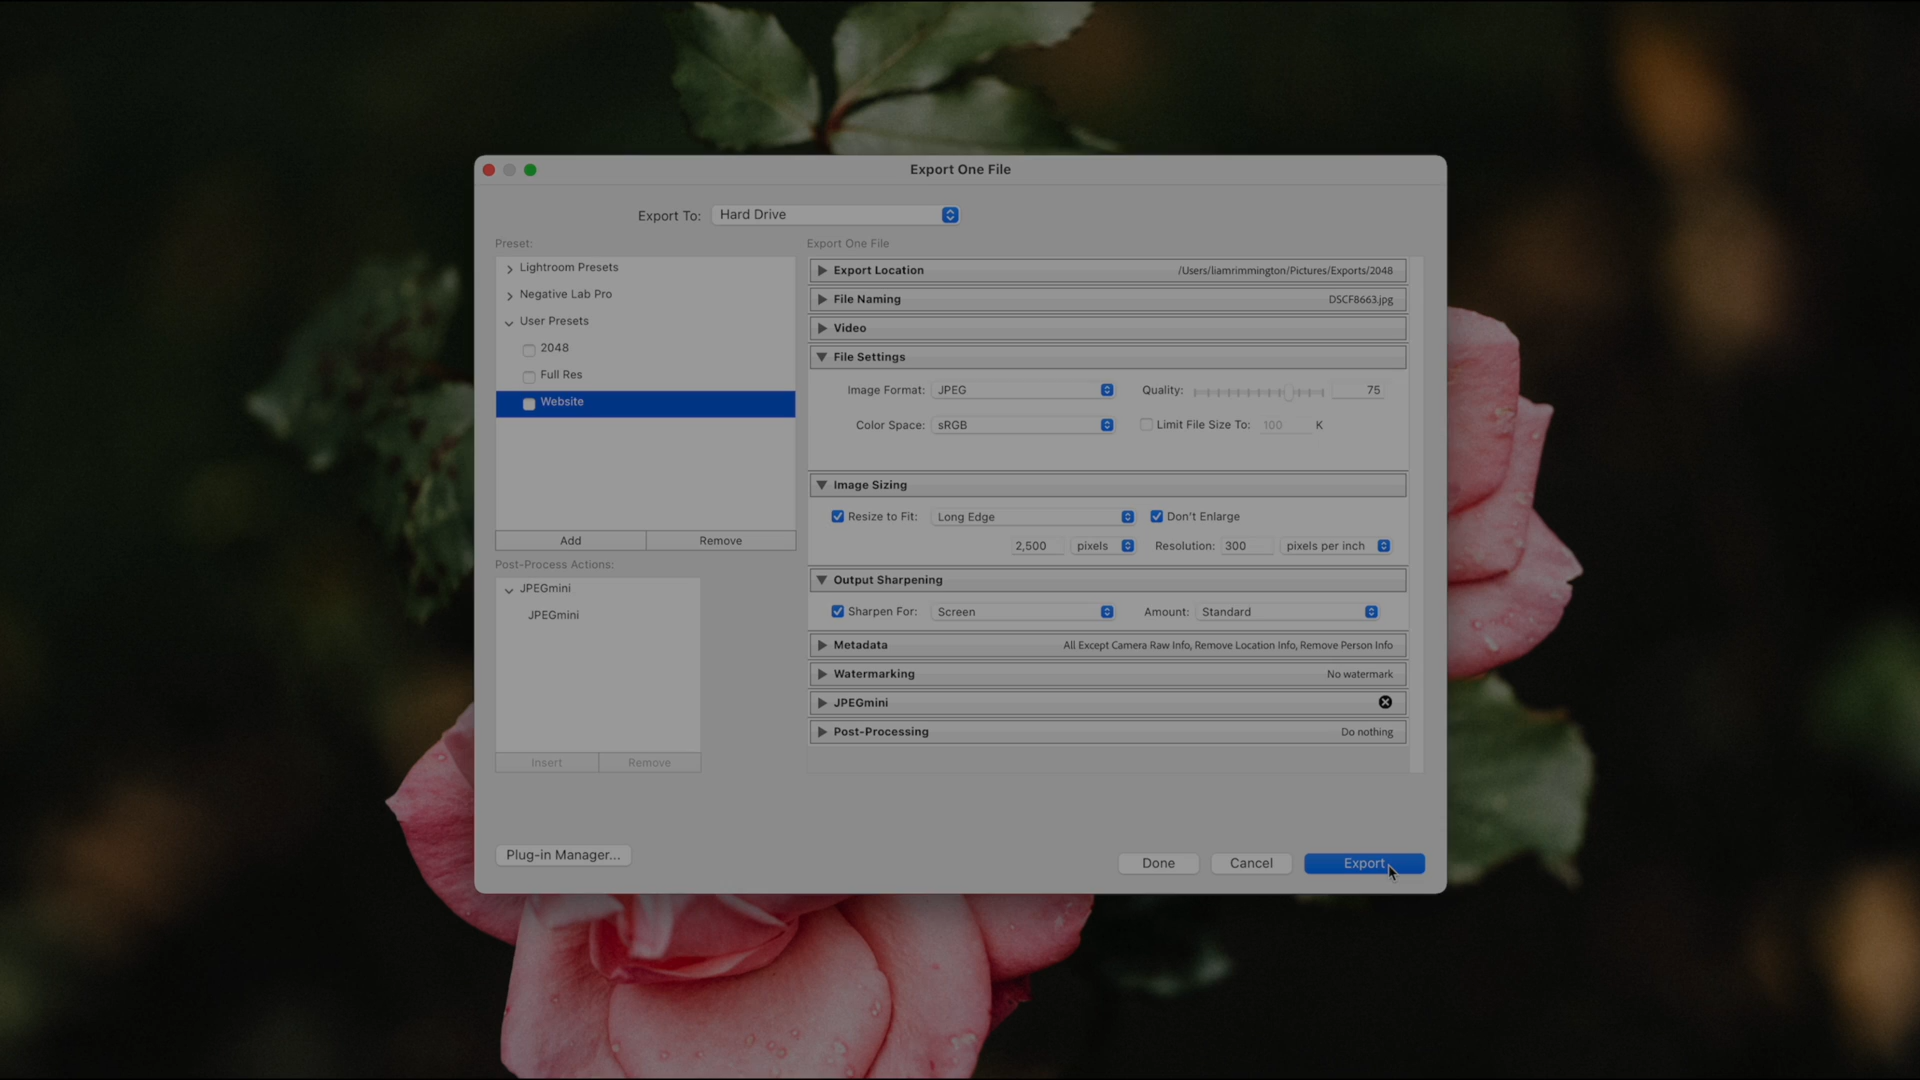 Export One File
Export To: Hard Drive
Preset:
Lightroom Presets
Negative Lab Pro
User Presets
2048
Full Res
Website
Add Remove
Post-Process Actions:
JPEGmini
JPEGmini
Insert Remove
Plug-in Manager...
Export One File
Export Location /Users/liamrimmington/Pictures/Exports/2048
File Naming DSCF8663.jpg
Video
File Settings
Image Format: JPEG Quality: 75
Color Space: sRGB Limit File Size To: 100 K
Image Sizing
Resize to Fit: Long Edge Don't Enlarge
2,500 pixels Resolution: 300 pixels per inch
Output Sharpening
Sharpen For: Screen Amount: Standard
Metadata All Except Camera Raw Info, Remove Location Info, Remove Person Info
Watermarking No watermark
JPEGmini
Post-Processing Do nothing
Done Cancel Export